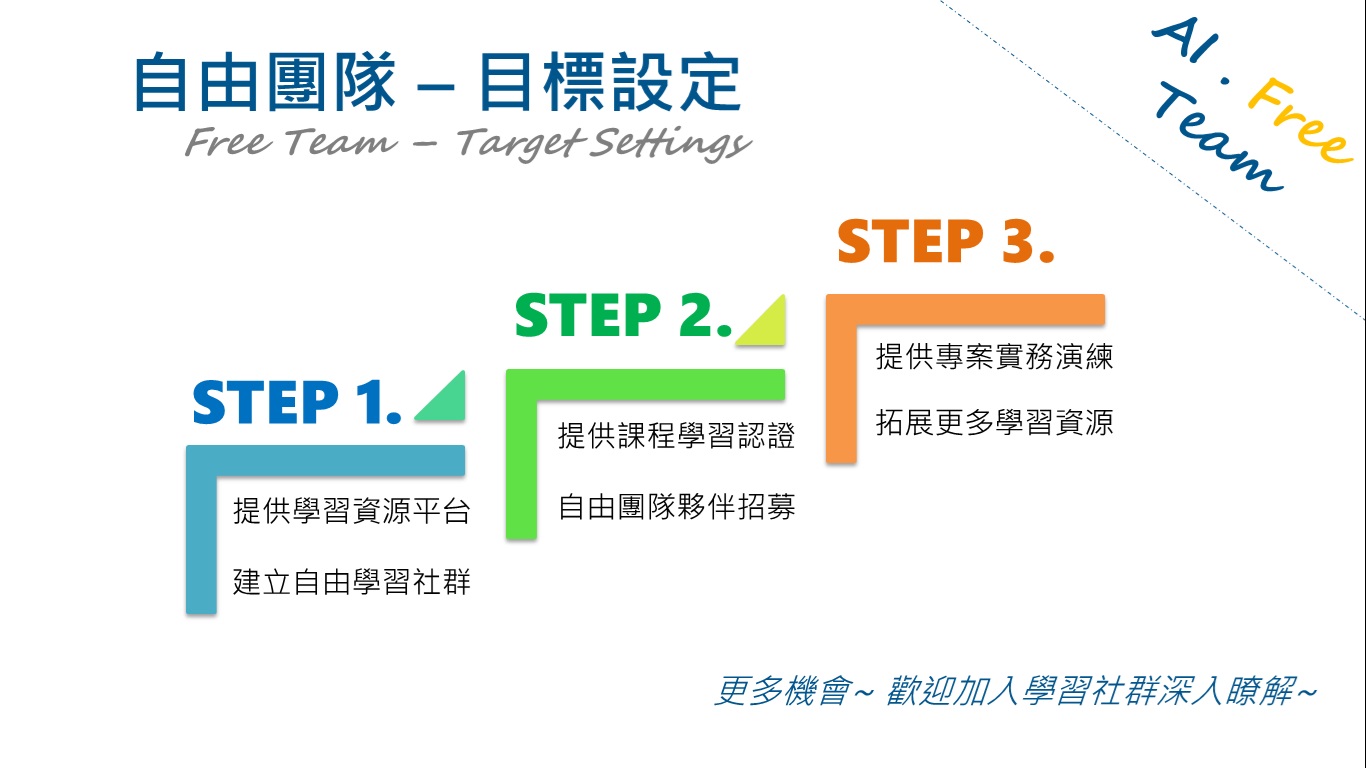 自由團隊 – 目標設定
Free Team – Target Settings
AI . Free
Team
STEP 1.
提供學習資源平台
建立自由學習社群
STEP 2.
提供課程學習認證
自由團隊夥伴招募
STEP 3.
提供專案實務演練
拓展更多學習資源
更多機會~ 歡迎加入學習社群深入瞭解~